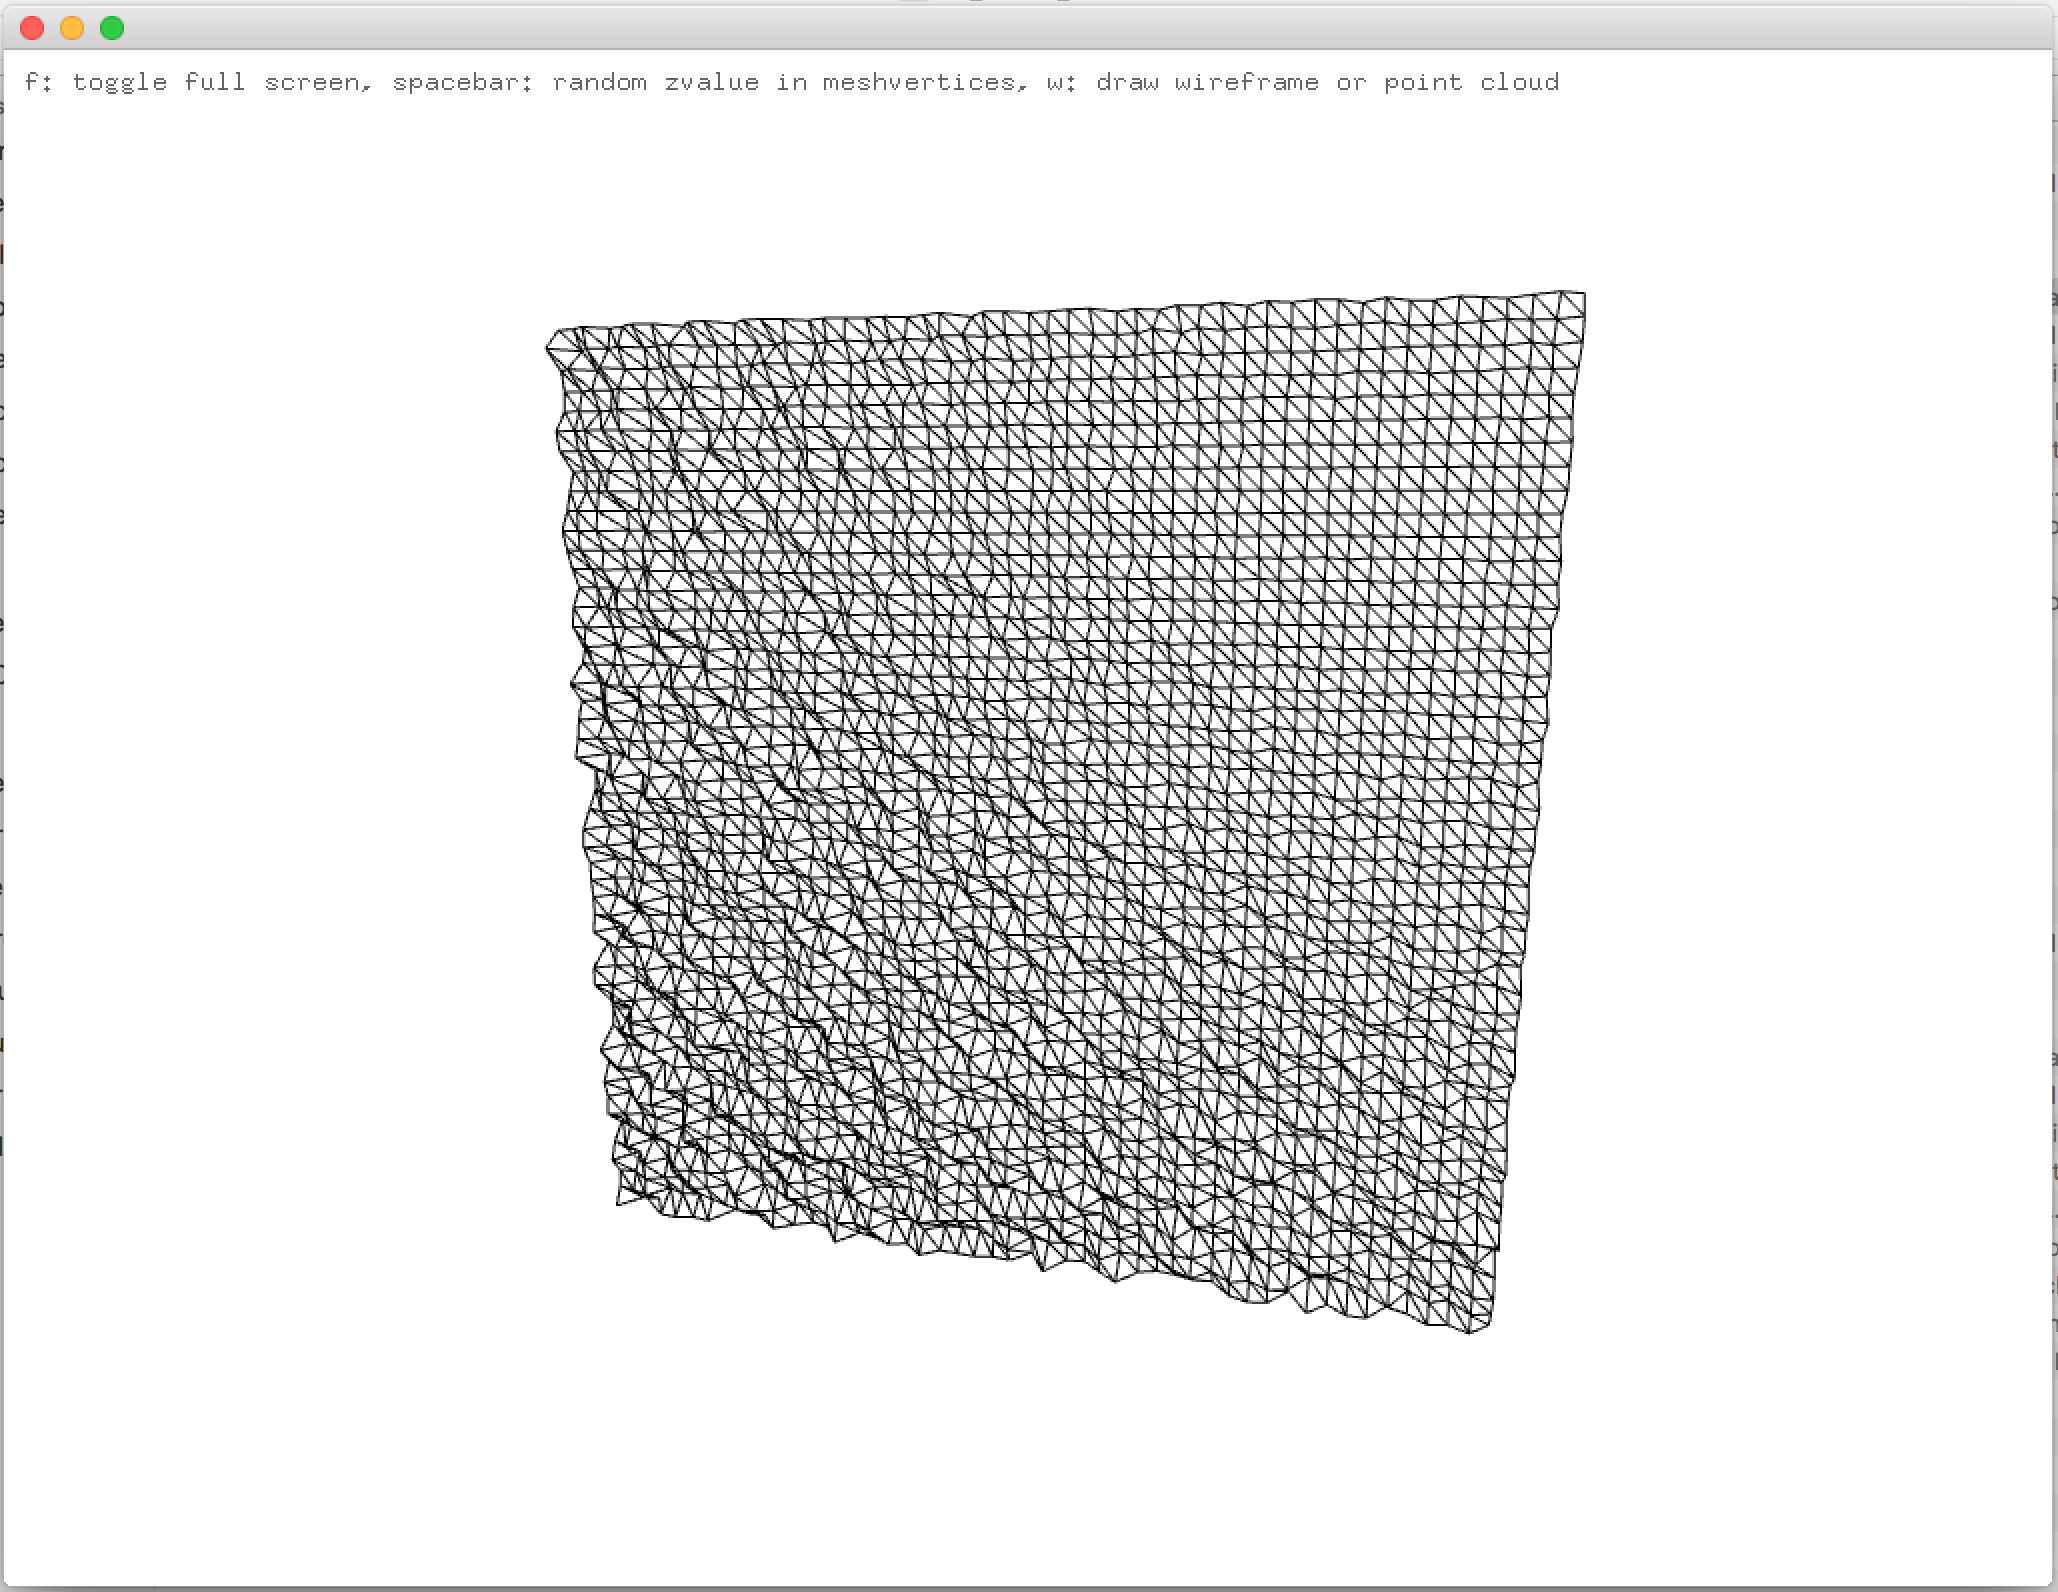 f: toggle full screen, spacebar: random zvalue in meshvertices, w: draw wireframe or point cloud